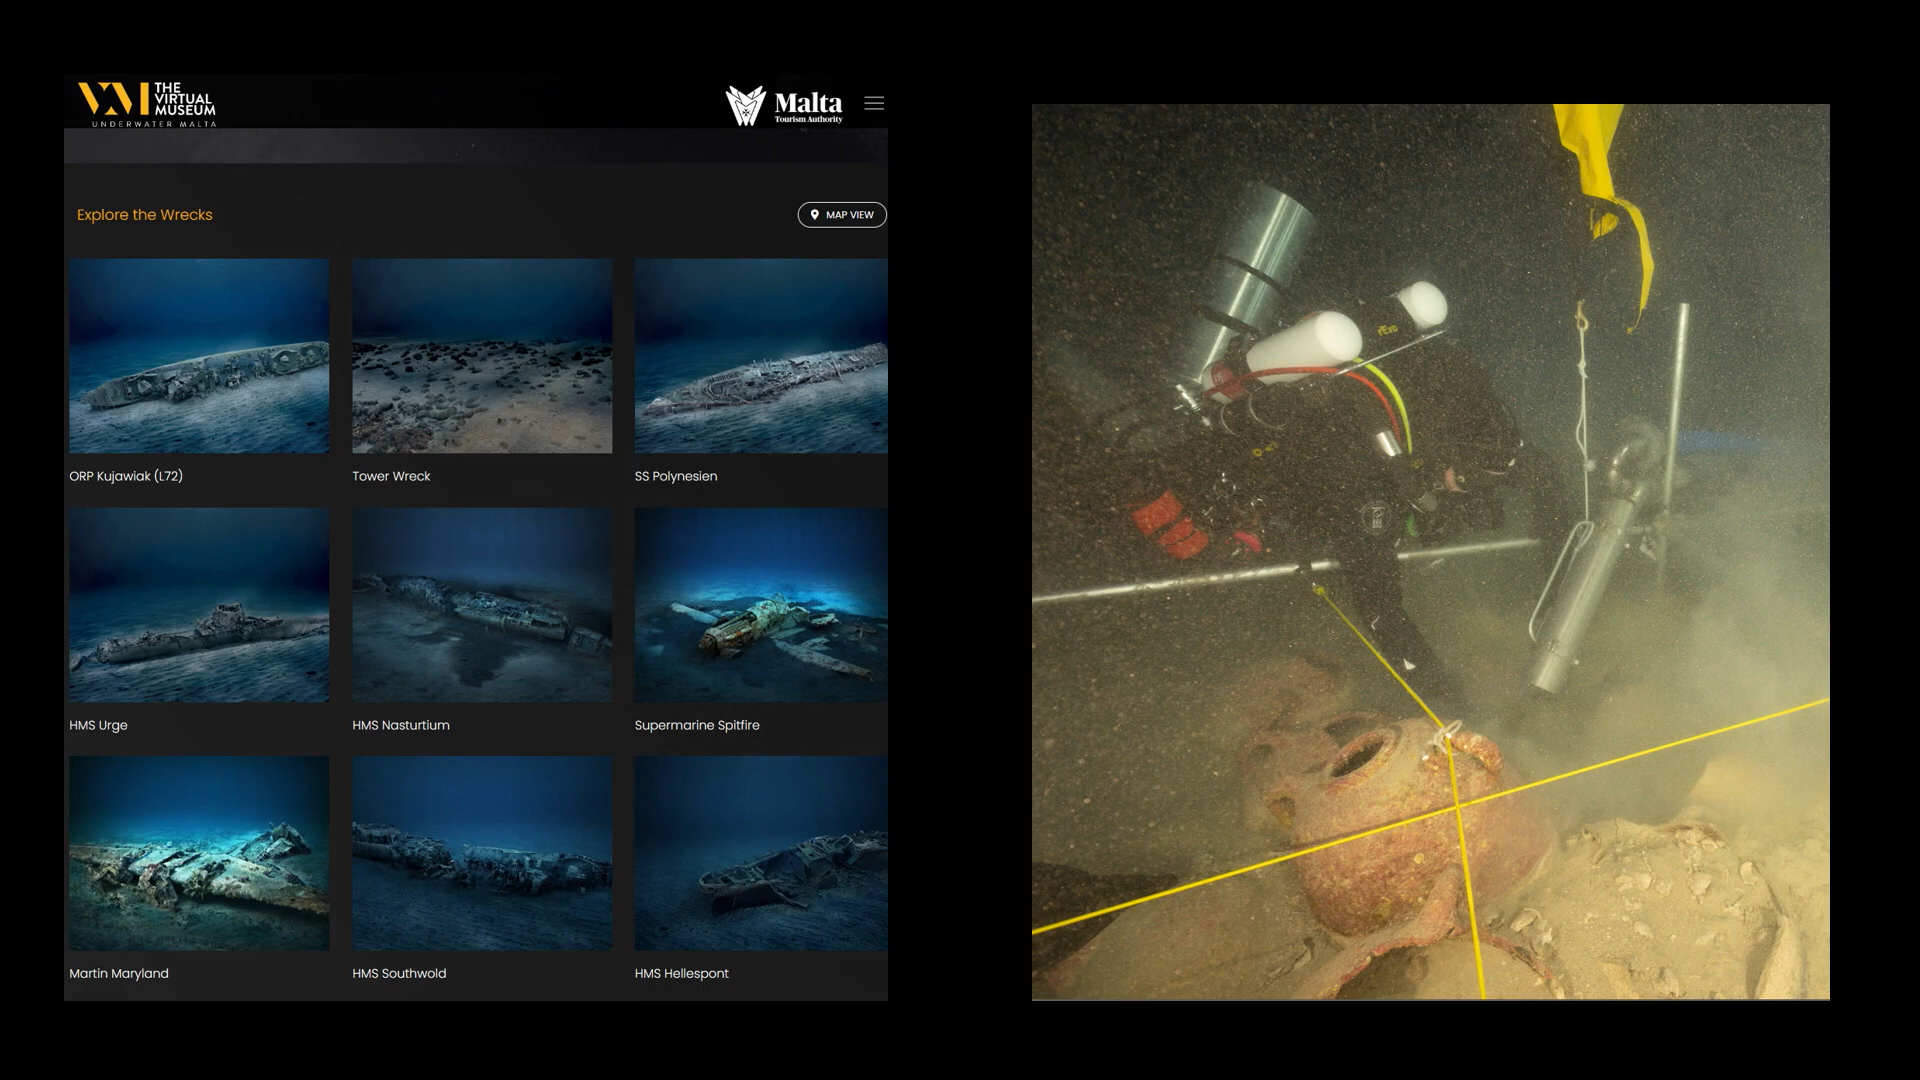 THE
VIRTUAL
MUSEUM
UNDERWATER MALTA
Malta
Tourism Authority
Explore the Wrecks
MAP VIEW
ORP Kujawiak (L72)
Tower Wreck
SS Polynesien
HMS Urge
HMS Nasturtium
Supermarine Spitfire
Martin Maryland
HMS Southwold
HMS Hellespont
rEvo